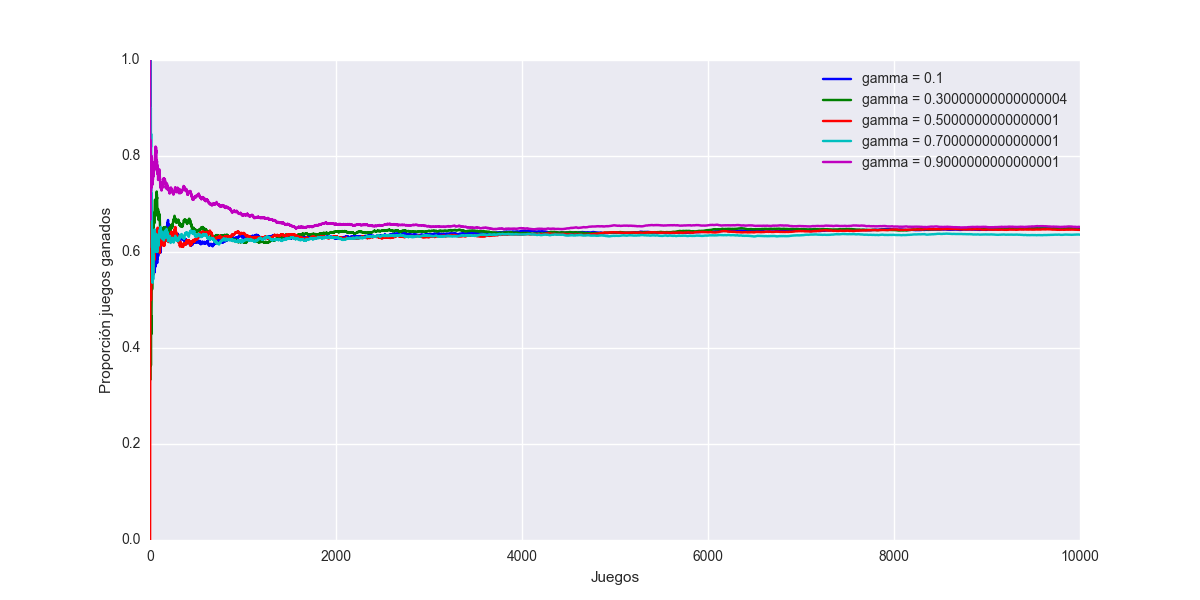 1.0
0.8
0.6
0.4
0.2
0.0
Proporción juegos ganados
gamma = 0.1
gamma = 0.30000000000000004
gamma = 0.5000000000000001
gamma = 0.7000000000000001
gamma = 0.9000000000000001
0 2000 4000 6000 8000 10000
Juegos